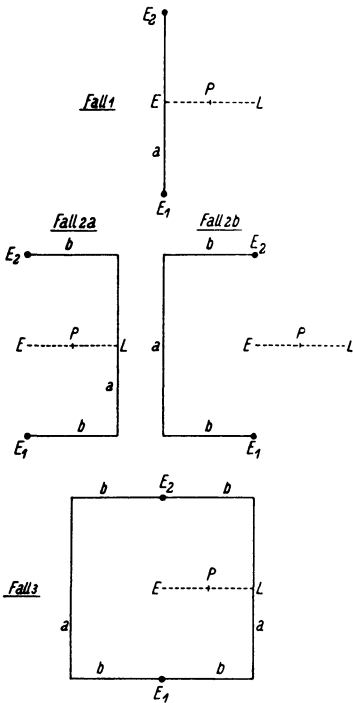 E2
P
Fall 1 E L
a
E1
Fall 2a Fall 2b
b b
E2 E2
P a P
E L E L
a
b b
E1 E1
E2
b b
P
E L
Fall 3
a a
b b
E1